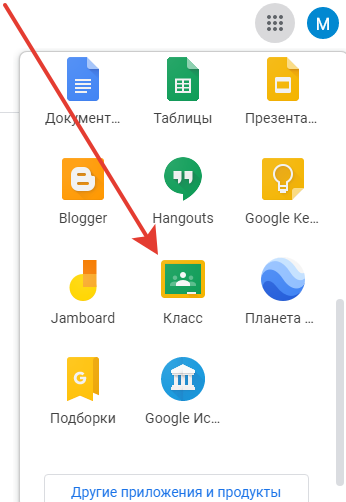 М
Документ...
Таблицы
Презента...
Blogger
Hangouts
Google Ke...
Jamboard
Класс
Планета ...
G
Подборки
Google Ис...
Другие приложения и продукты